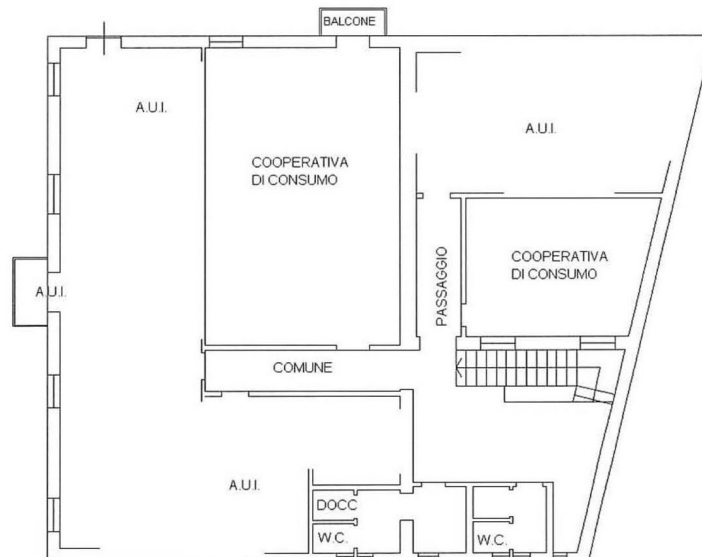 BALCONE
A.U.I.
A.U.I.
COOPERATIVA
DI CONSUMO
COOPERATIVA
DI CONSUMO
PASSAGGIO
A.U.I.
COMUNE
A.U.I.
DOCC
W.C.
W.C.